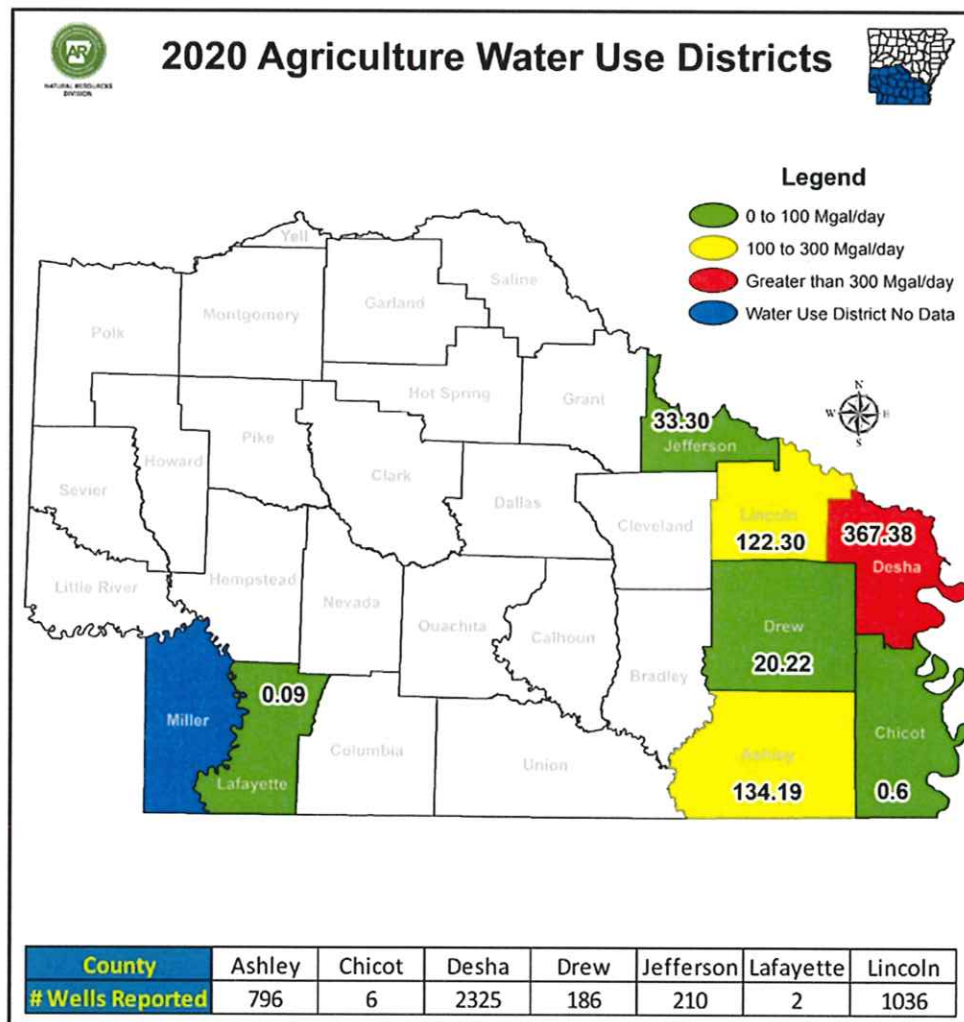 AR
NATURAL RESOURCES
DIVISION
2020 Agriculture Water Use Districts
Legend
0 to 100 Mgal/day
100 to 300 Mgal/day
Greater than 300 Mgal/day
Water Use District No Data
N
W E
S
Yell
Saline
Garland
Montgomery
Polk
Hot Spring
Grant
33.30
Jefferson
Pike
Howard
Clark
Sevier
Dallas
Cleveland
Lincoln
122.30
367.38
Desha
Little River
Hempstead
Nevada
Ouachita
Calhoun
Drew
20.22
Bradley
0.09
Miller
Lafayette
Columbia
Union
Ashley
134.19
Chicot
0.6
County Ashley Chicot Desha Drew Jefferson Lafayette Lincoln
# Wells Reported 796 6 2325 186 210 2 1036